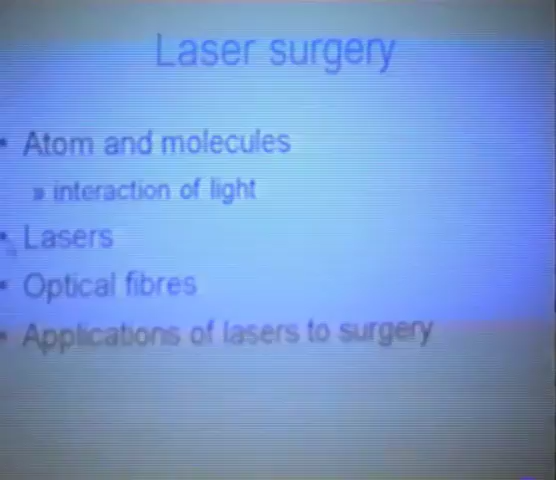 Laser surgery
• Atom and molecules
» interaction of light
• Lasers
• Optical fibres
• Applications of lasers to surgery